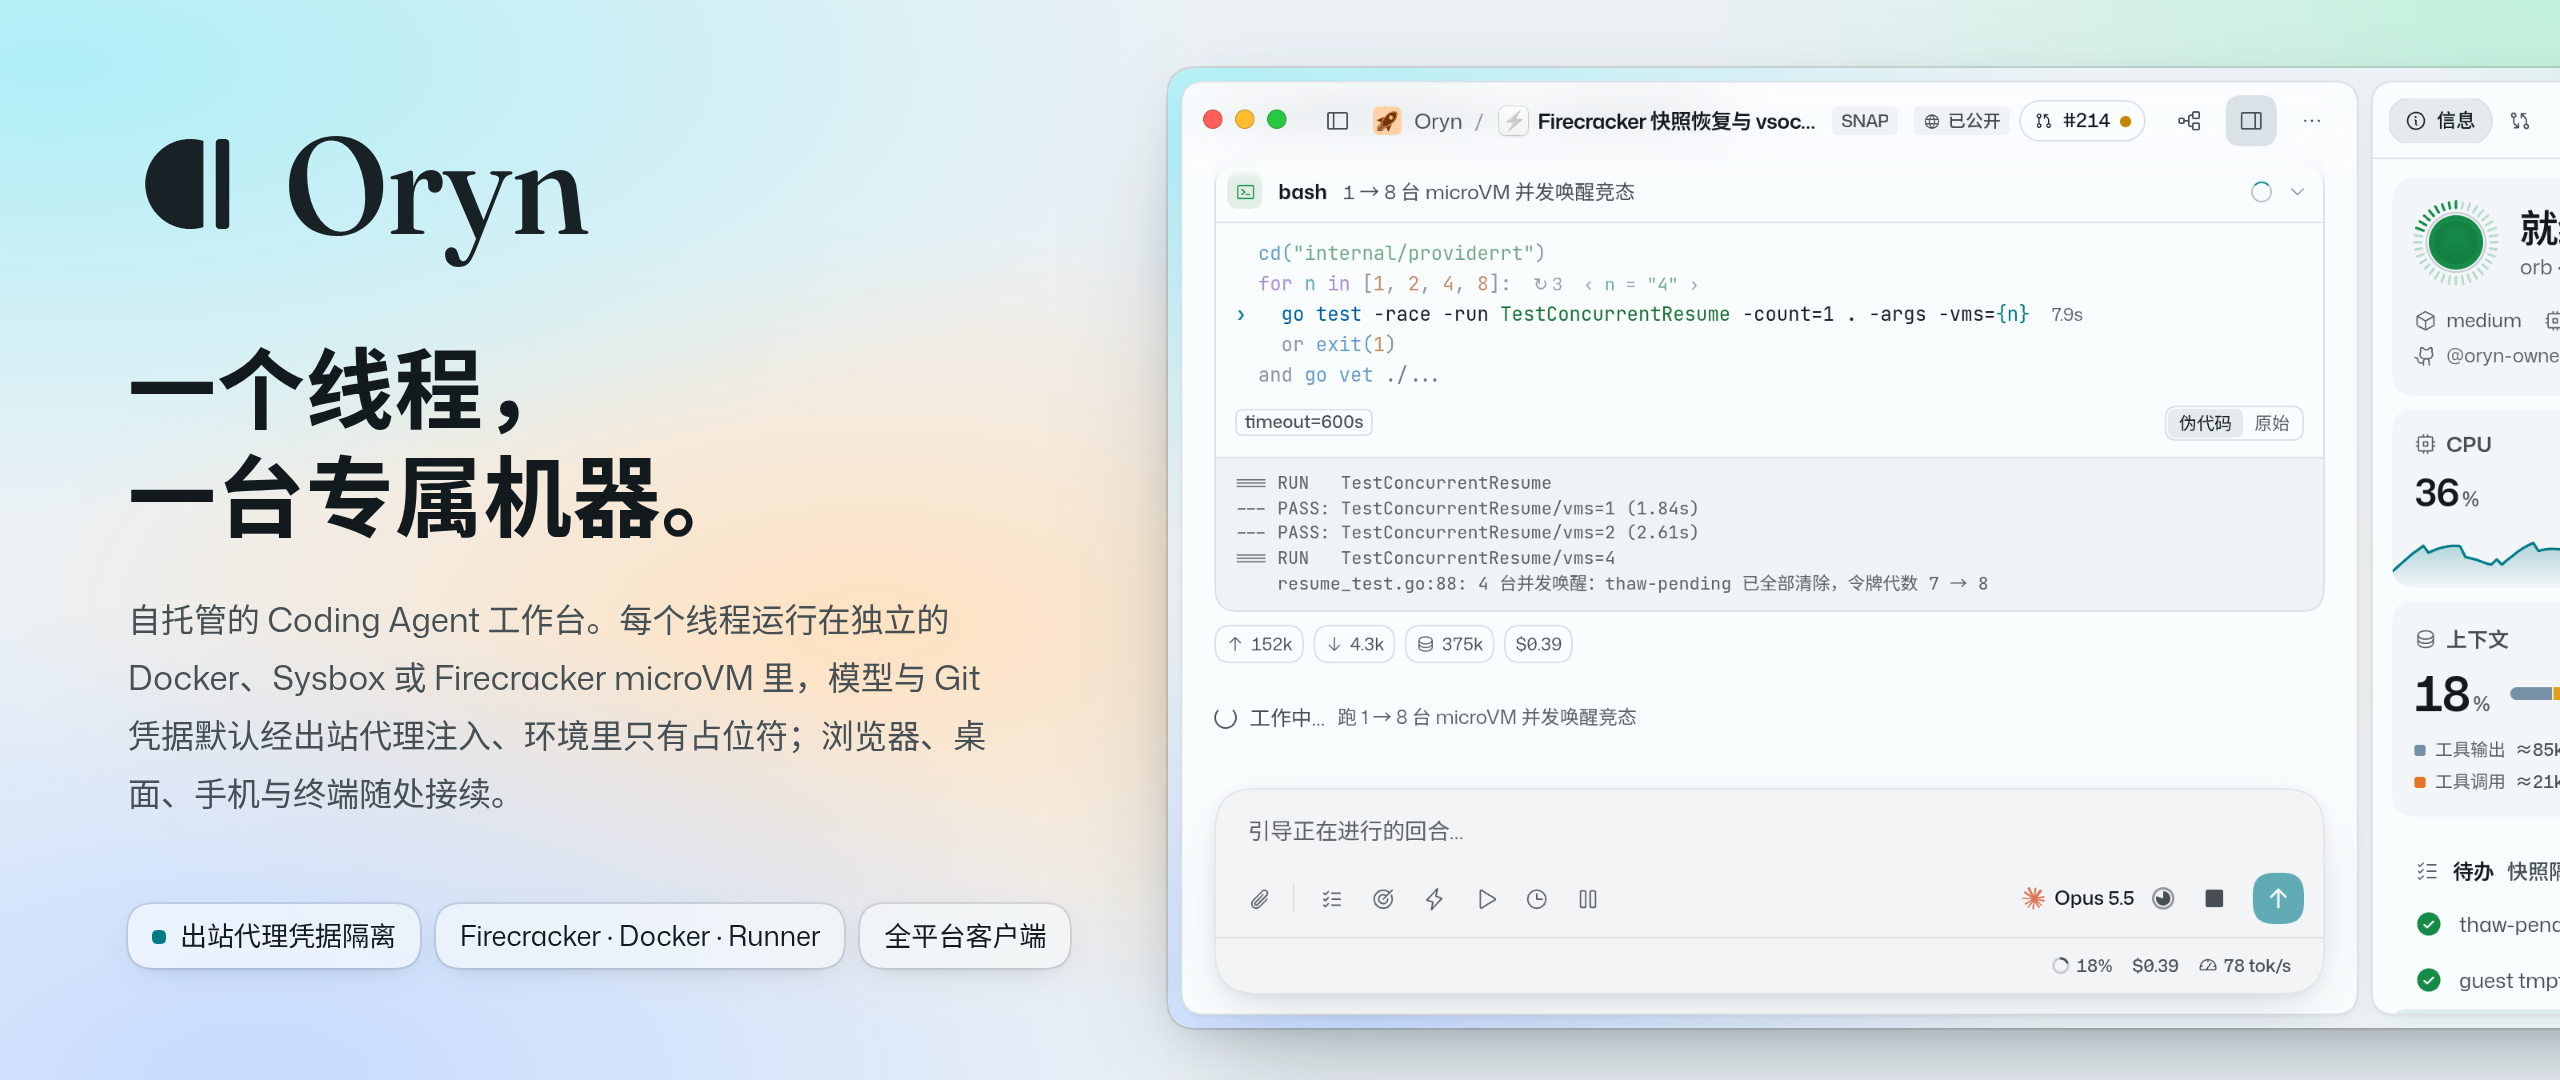 Oryn
一个线程，
一台专属机器。
自托管的 Coding Agent 工作台。每个线程运行在独立的
Docker、Sysbox 或 Firecracker microVM 里，模型与 Git
凭据默认经出站代理注入、环境里只有占位符；浏览器、桌
面、手机与终端随处接续。
出站代理凭据隔离
Firecracker · Docker · Runner
全平台客户端
Oryn / Firecracker 快照恢复与 vsoc... SNAP 已公开 #214
bash 1 → 8 台 microVM 并发唤醒竞态
cd("internal/providerrt")
for n in [1, 2, 4, 8]: ↻ 3 ‹ n = "4" ›
› go test -race -run TestConcurrentResume -count=1 . -args -vms={n} 7.9s
or exit(1)
and go vet ./...
timeout=600s
伪代码 原始
=== RUN TestConcurrentResume
--- PASS: TestConcurrentResume/vms=1 (1.84s)
--- PASS: TestConcurrentResume/vms=2 (2.61s)
=== RUN TestConcurrentResume/vms=4
resume_test.go:88: 4 台并发唤醒：thaw-pending 已全部清除，令牌代数 7 → 8
↑ 152k ↓ 4.3k 375k $0.39
工作中... 跑 1 → 8 台 microVM 并发唤醒竞态
引导正在进行的回合...
Opus 5.5
18% $0.39 78 tok/s
信息
就
orb ·
medium
@oryn-owne
CPU
36%
上下文
18%
工具输出 ≈85k
工具调用 ≈21k
待办 快照隔
thaw-pend
guest tmp